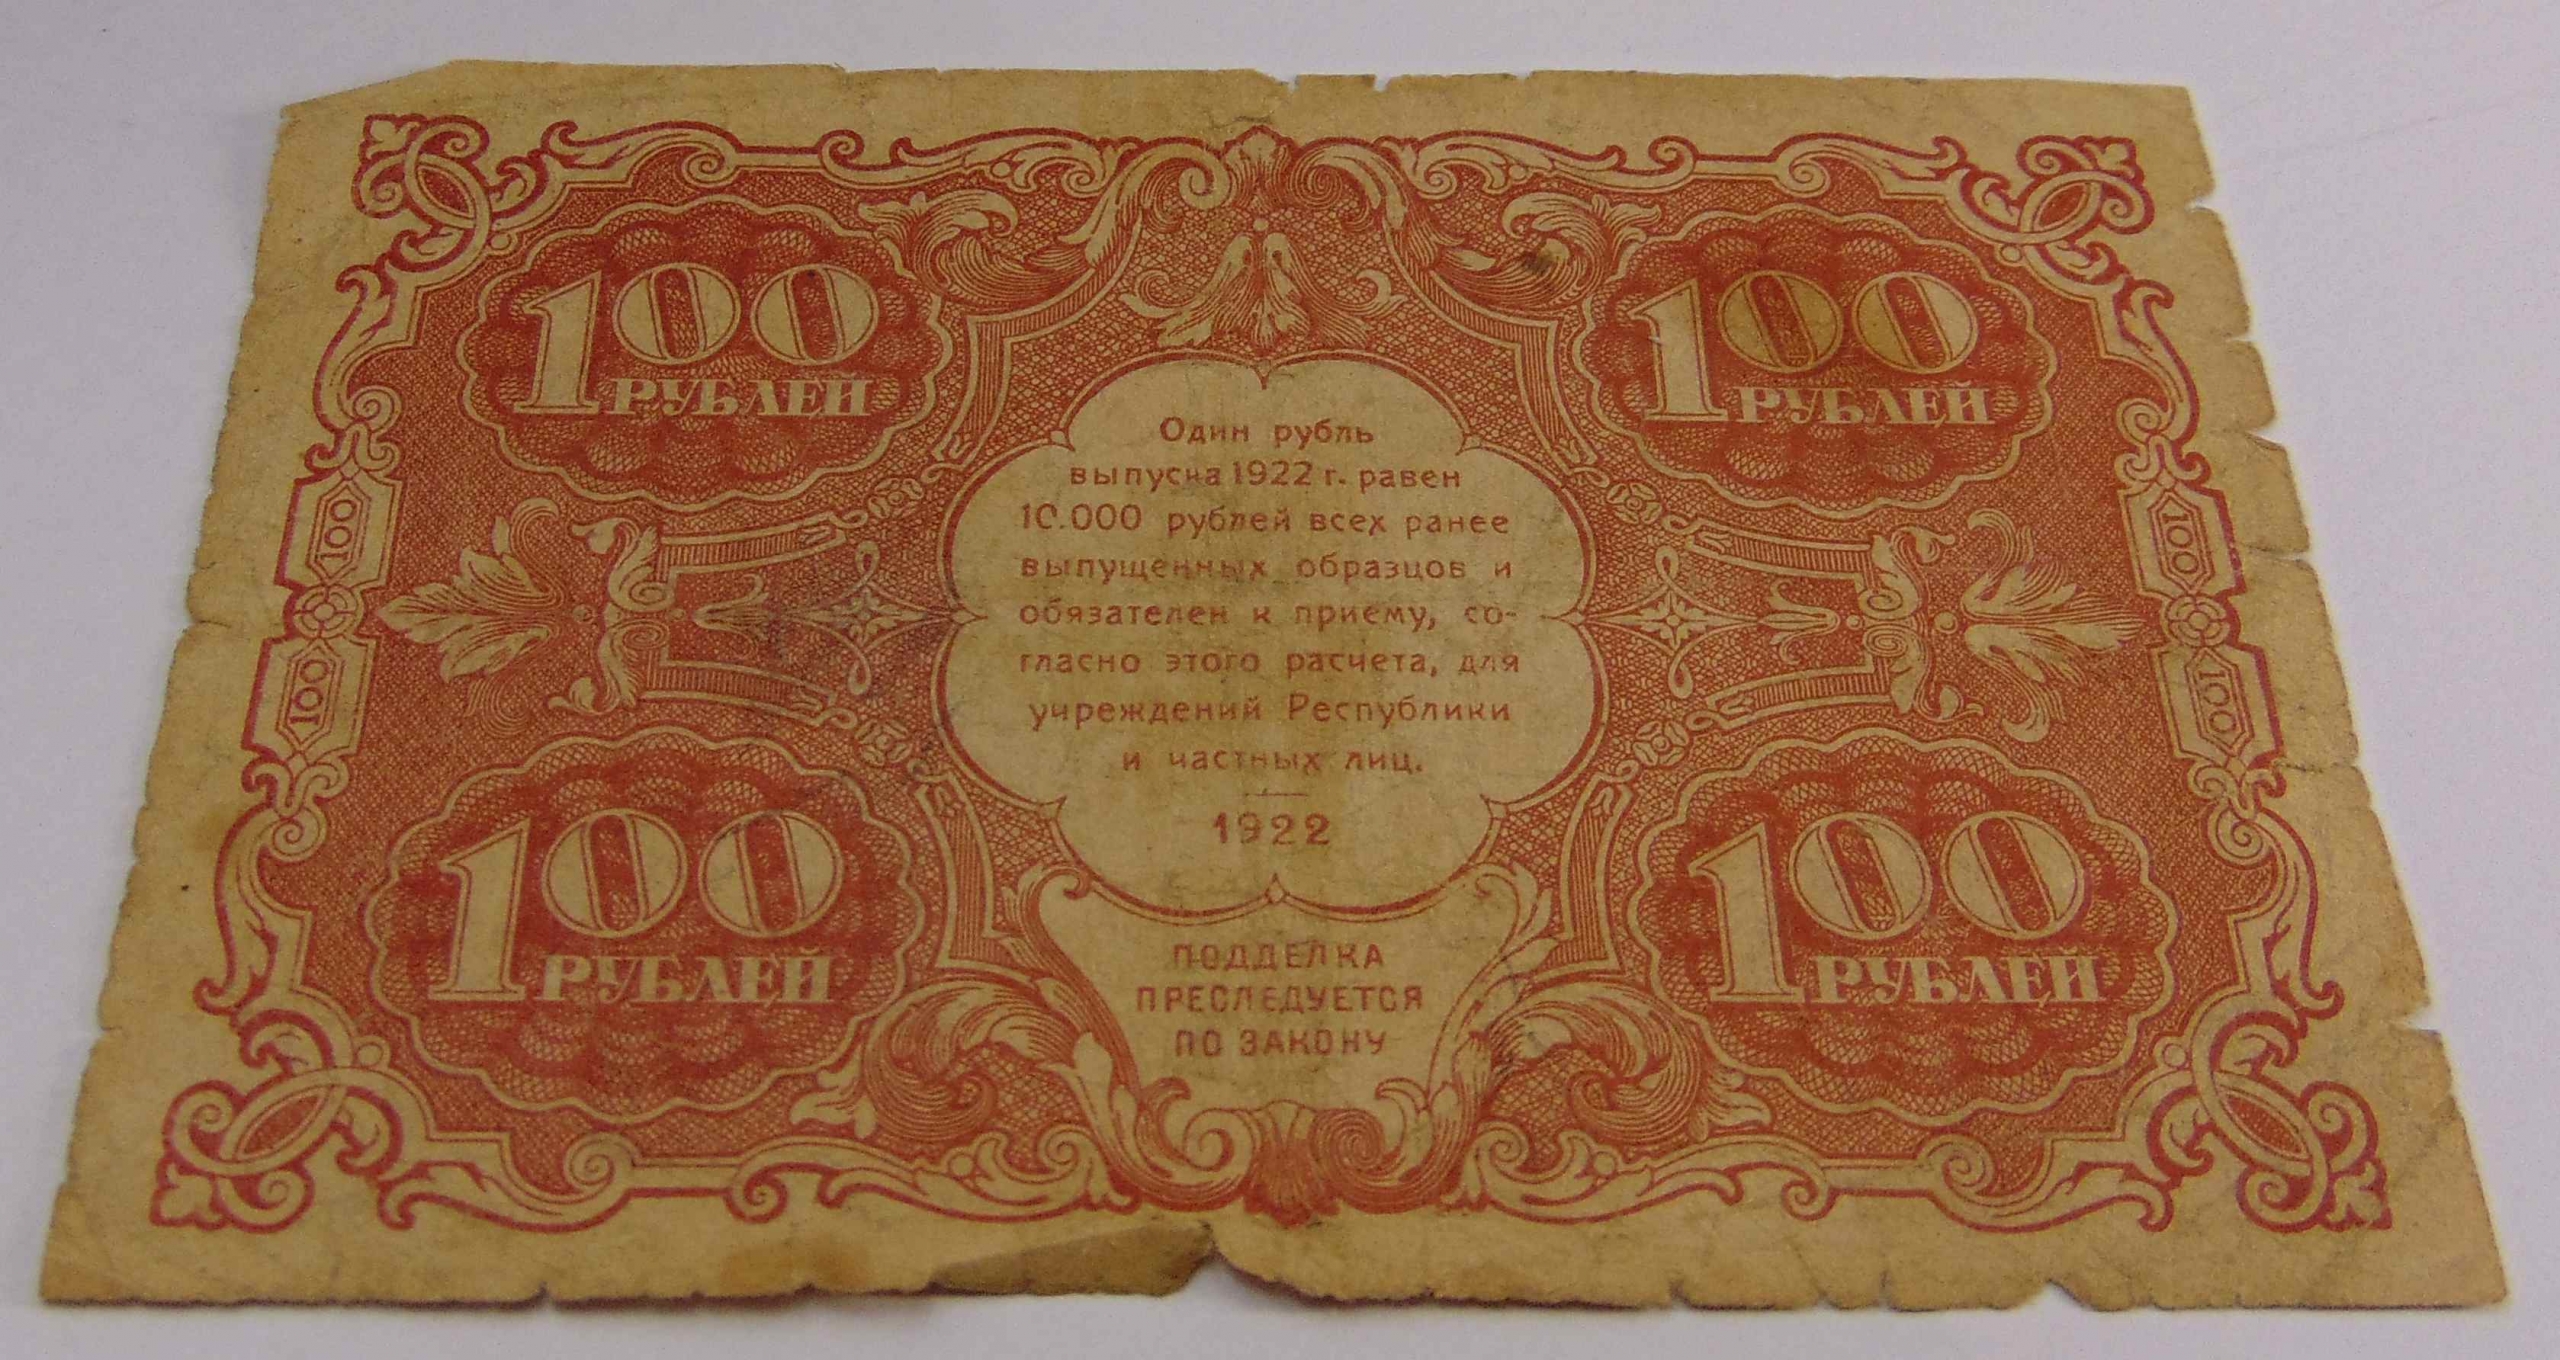 100 РУБЛЕЙ
100 РУБЛЕЙ
Один рубль
выпуска 1922 г. равен
10.000 рублей всех ранее
выпущенных образцов и
обязателен к приему, со-
гласно этого расчета, для
учреждений Республики
и частных лиц.
1922
100
100
100
100
100 РУБЛЕЙ
100 РУБЛЕЙ
ПОДДЕЛКА
ПРЕСЛЕДУЕТСЯ
ПО ЗАКОНУ